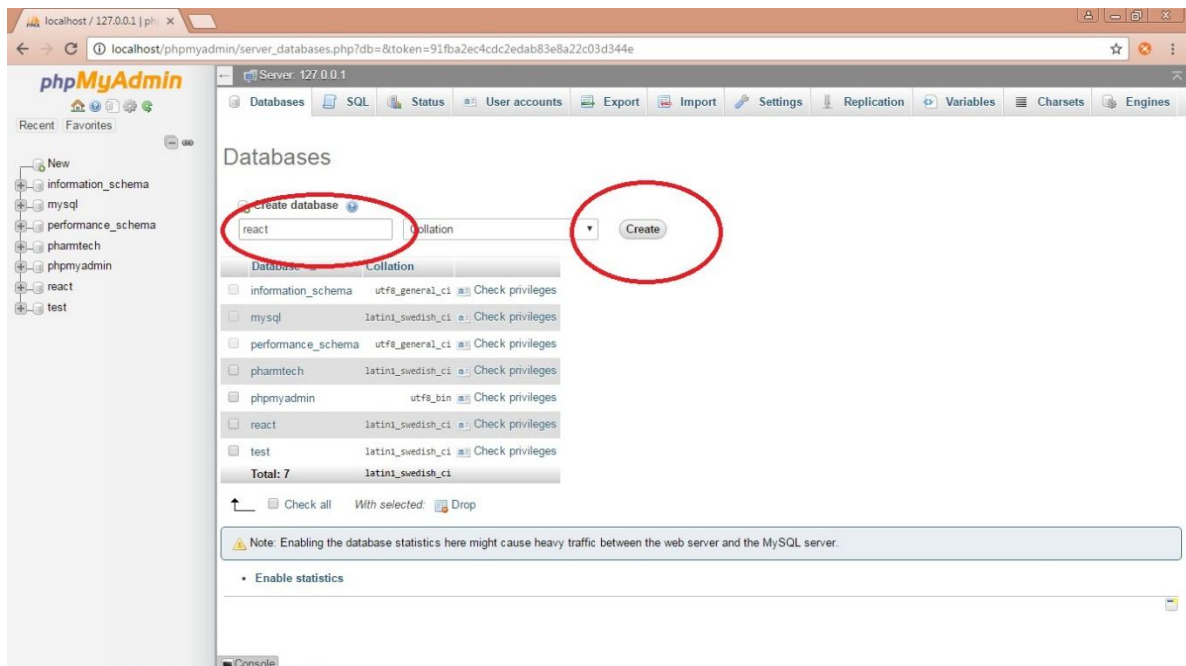 localhost / 127.0.0.1 | ph
localhost/phpmyadmin/server_databases.php?db=&token=91fba2ec4cdc2edab83e8a22c03d344e
phpMyAdmin
Recent Favorites
New
information_schema
mysql
performance_schema
pharmtech
phpmyadmin
react
test
Server: 127.0.0.1
Databases SQL Status User accounts Export Import Settings Replication Variables Charsets Engines
Databases
Create database
react Collation Create
Database Collation
information_schema utf8_general_ci Check privileges
mysql latin1_swedish_ci Check privileges
performance_schema utf8_general_ci Check privileges
pharmtech latin1_swedish_ci Check privileges
phpmyadmin utf8_bin Check privileges
react latin1_swedish_ci Check privileges
test latin1_swedish_ci Check privileges
Total: 7 latin1_swedish_ci
Check all With selected: Drop
Note: Enabling the database statistics here might cause heavy traffic between the web server and the MySQL server.
• Enable statistics
Console